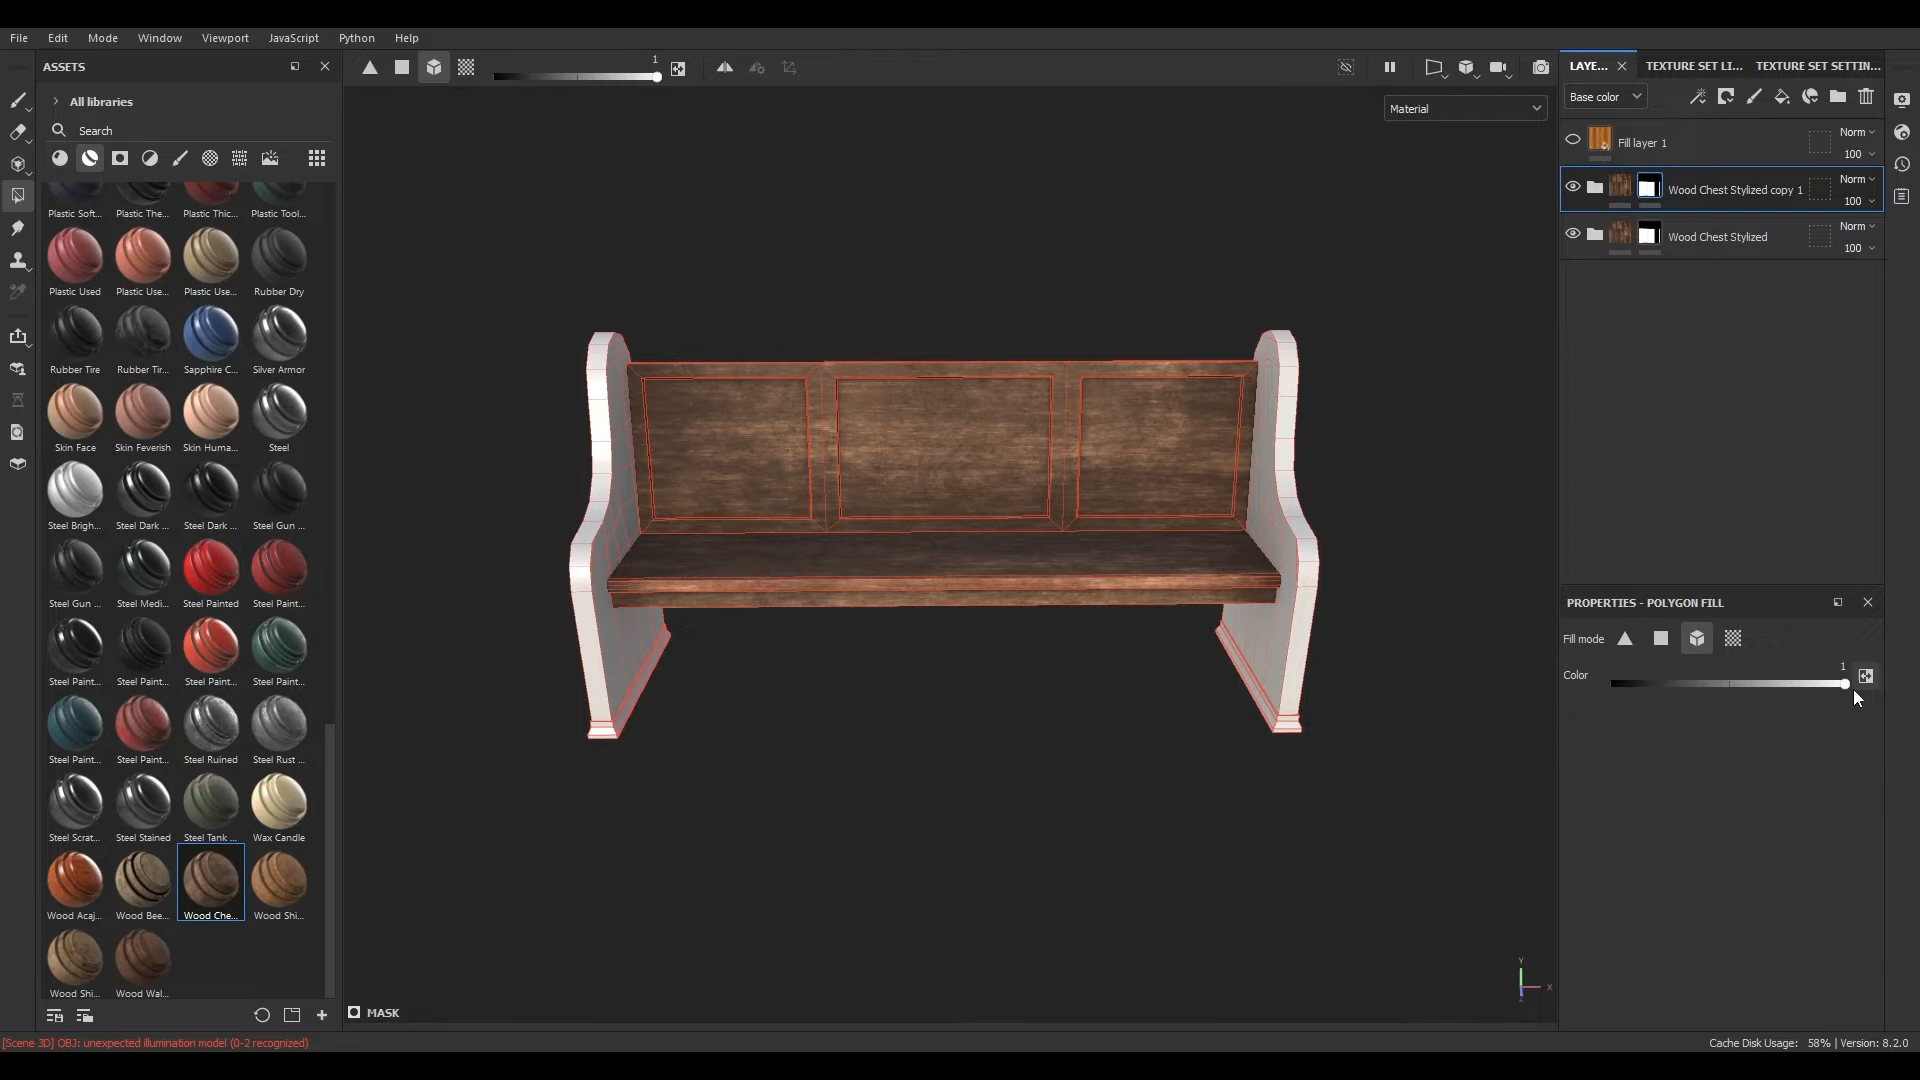 File Edit Mode Window Viewport JavaScript Python Help
ASSETS
All libraries
Search
Plastic Soft... Plastic The... Plastic Thic... Plastic Tool...
Plastic Used Plastic Use... Plastic Use... Rubber Dry
Rubber Tire Rubber Tir... Sapphire C... Silver Armor
Skin Face Skin Feverish Skin Huma... Steel
Steel Brigh... Steel Dark ... Steel Dark ... Steel Gun ...
Steel Gun ... Steel Medi... Steel Painted Steel Paint...
Steel Paint... Steel Paint... Steel Paint... Steel Paint...
Steel Paint... Steel Paint... Steel Ruined Steel Rust ...
Steel Scrat... Steel Stained Steel Tank ... Wax Candle
Wood Acaj... Wood Bee... Wood Che... Wood Shi...
Wood Shi... Wood Wal...
1
Material
Y
X
MASK
LAYE... TEXTURE SET LI... TEXTURE SET SETTIN...
Base color
Fill layer 1
Norm
100
Wood Chest Stylized copy 1
Norm
100
Wood Chest Stylized
Norm
100
PROPERTIES - POLYGON FILL
Fill mode
Color
1
[Scene 3D] OBJ: unexpected illumination model (0-2 recognized)
Cache Disk Usage: 58% | Version: 8.2.0